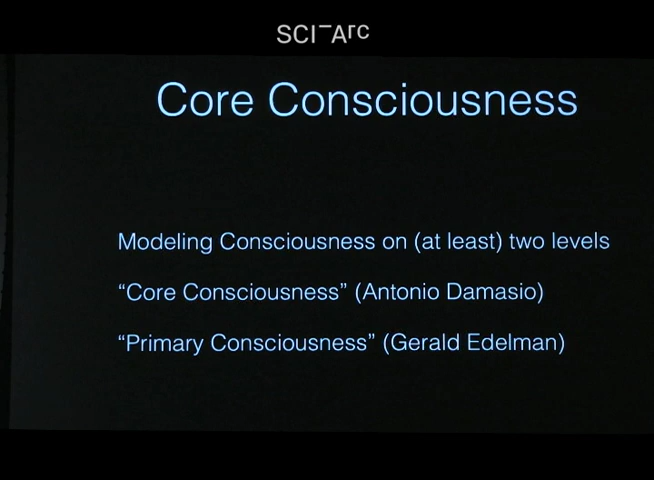 SCI-Arc
Core Consciousness
Modeling Consciousness on (at least) two levels
“Core Consciousness” (Antonio Damasio)
“Primary Consciousness” (Gerald Edelman)